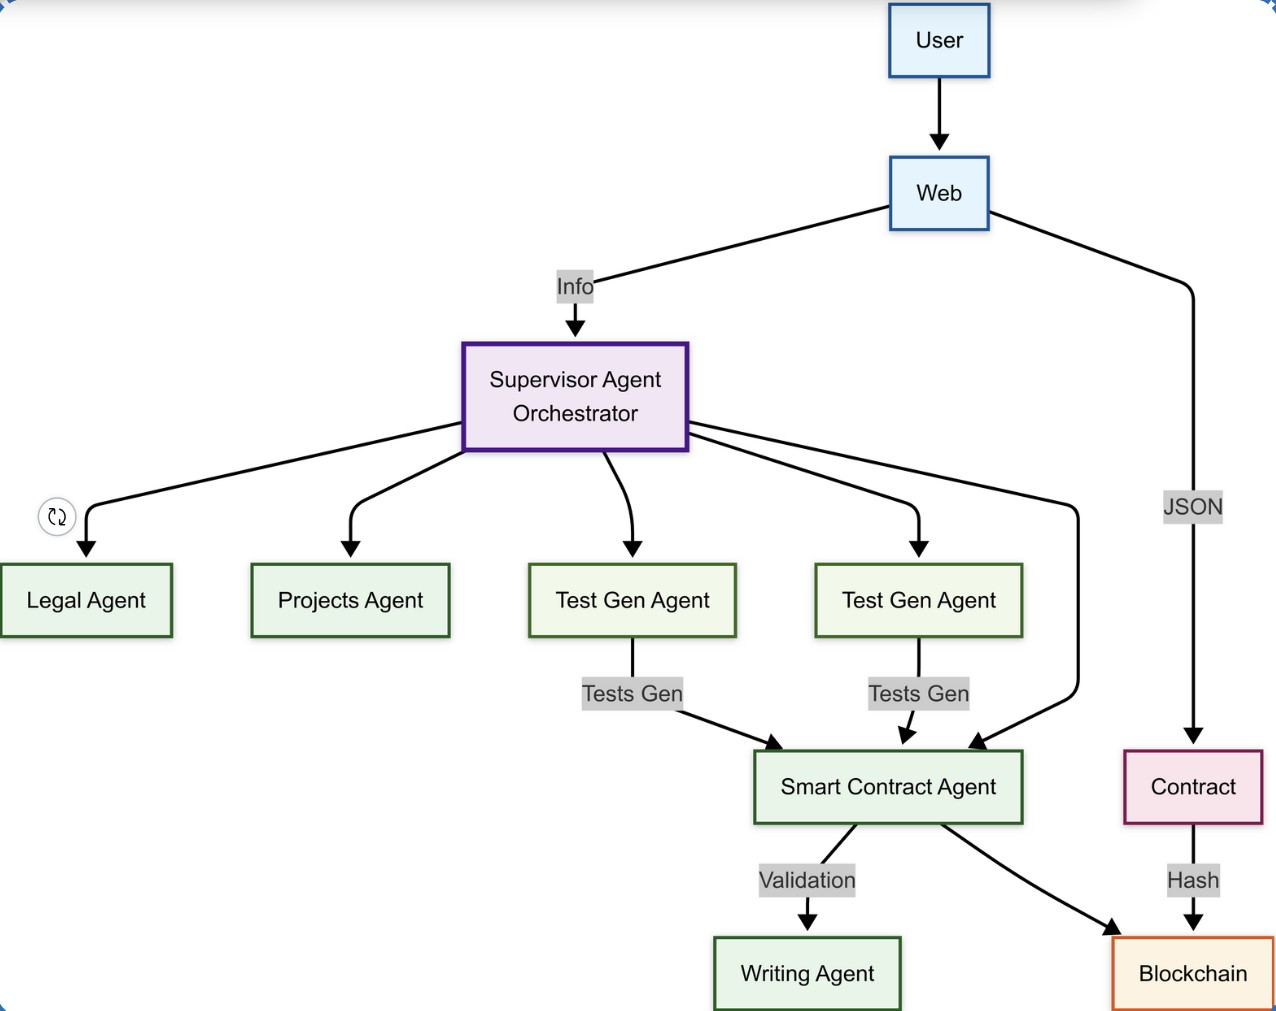 User
Web
Info
Supervisor Agent
Orchestrator
JSON
Legal Agent
Projects Agent
Test Gen Agent
Test Gen Agent
Tests Gen
Tests Gen
Smart Contract Agent
Contract
Validation
Hash
Writing Agent
Blockchain